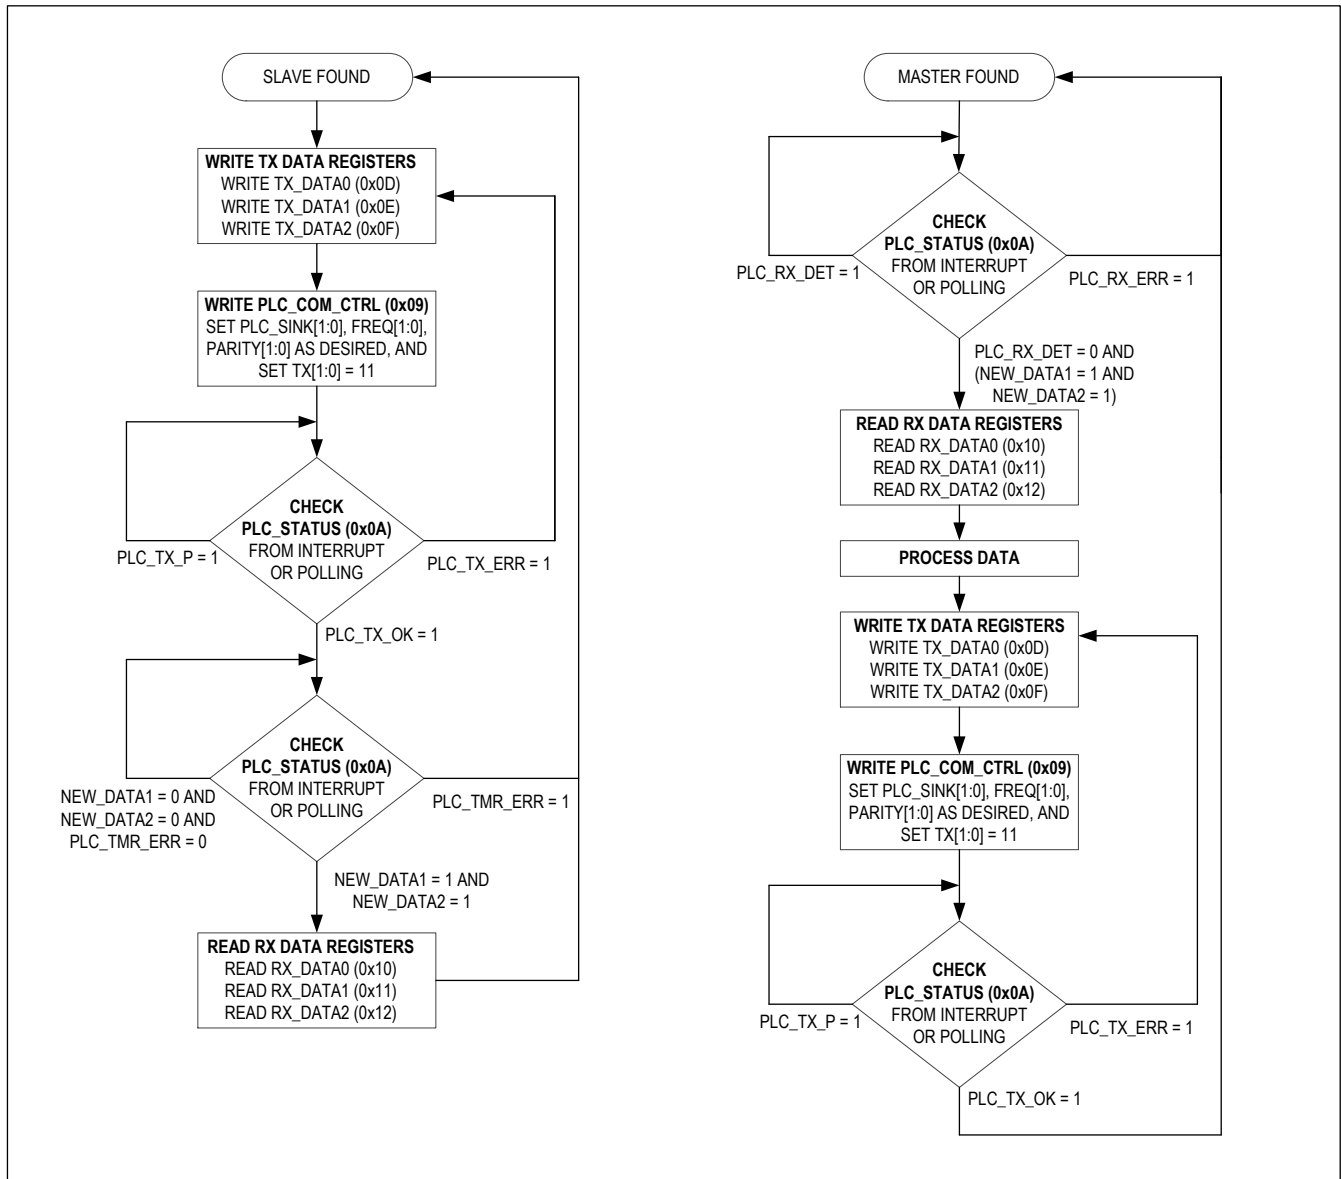 SLAVE FOUND
WRITE TX DATA REGISTERS
WRITE TX_DATA0 (0x0D)
WRITE TX_DATA1 (0x0E)
WRITE TX_DATA2 (0x0F)
WRITE PLC_COM_CTRL (0x09)
SET PLC_SINK[1:0], FREQ[1:0],
PARITY[1:0] AS DESIRED, AND
SET TX[1:0] = 11
CHECK
PLC_STATUS (0x0A)
FROM INTERRUPT
OR POLLING
PLC_TX_P = 1
PLC_TX_ERR = 1
PLC_TX_OK = 1
CHECK
PLC_STATUS (0x0A)
FROM INTERRUPT
OR POLLING
NEW_DATA1 = 0 AND
NEW_DATA2 = 0 AND
PLC_TMR_ERR = 0
PLC_TMR_ERR = 1
NEW_DATA1 = 1 AND
NEW_DATA2 = 1
READ RX DATA REGISTERS
READ RX_DATA0 (0x10)
READ RX_DATA1 (0x11)
READ RX_DATA2 (0x12)
MASTER FOUND
CHECK
PLC_STATUS (0x0A)
FROM INTERRUPT
OR POLLING
PLC_RX_DET = 1
PLC_RX_ERR = 1
PLC_RX_DET = 0 AND
(NEW_DATA1 = 1 AND
NEW_DATA2 = 1)
READ RX DATA REGISTERS
READ RX_DATA0 (0x10)
READ RX_DATA1 (0x11)
READ RX_DATA2 (0x12)
PROCESS DATA
WRITE TX DATA REGISTERS
WRITE TX_DATA0 (0x0D)
WRITE TX_DATA1 (0x0E)
WRITE TX_DATA2 (0x0F)
WRITE PLC_COM_CTRL (0x09)
SET PLC_SINK[1:0], FREQ[1:0],
PARITY[1:0] AS DESIRED, AND
SET TX[1:0] = 11
CHECK
PLC_STATUS (0x0A)
FROM INTERRUPT
OR POLLING
PLC_TX_P = 1
PLC_TX_ERR = 1
PLC_TX_OK = 1